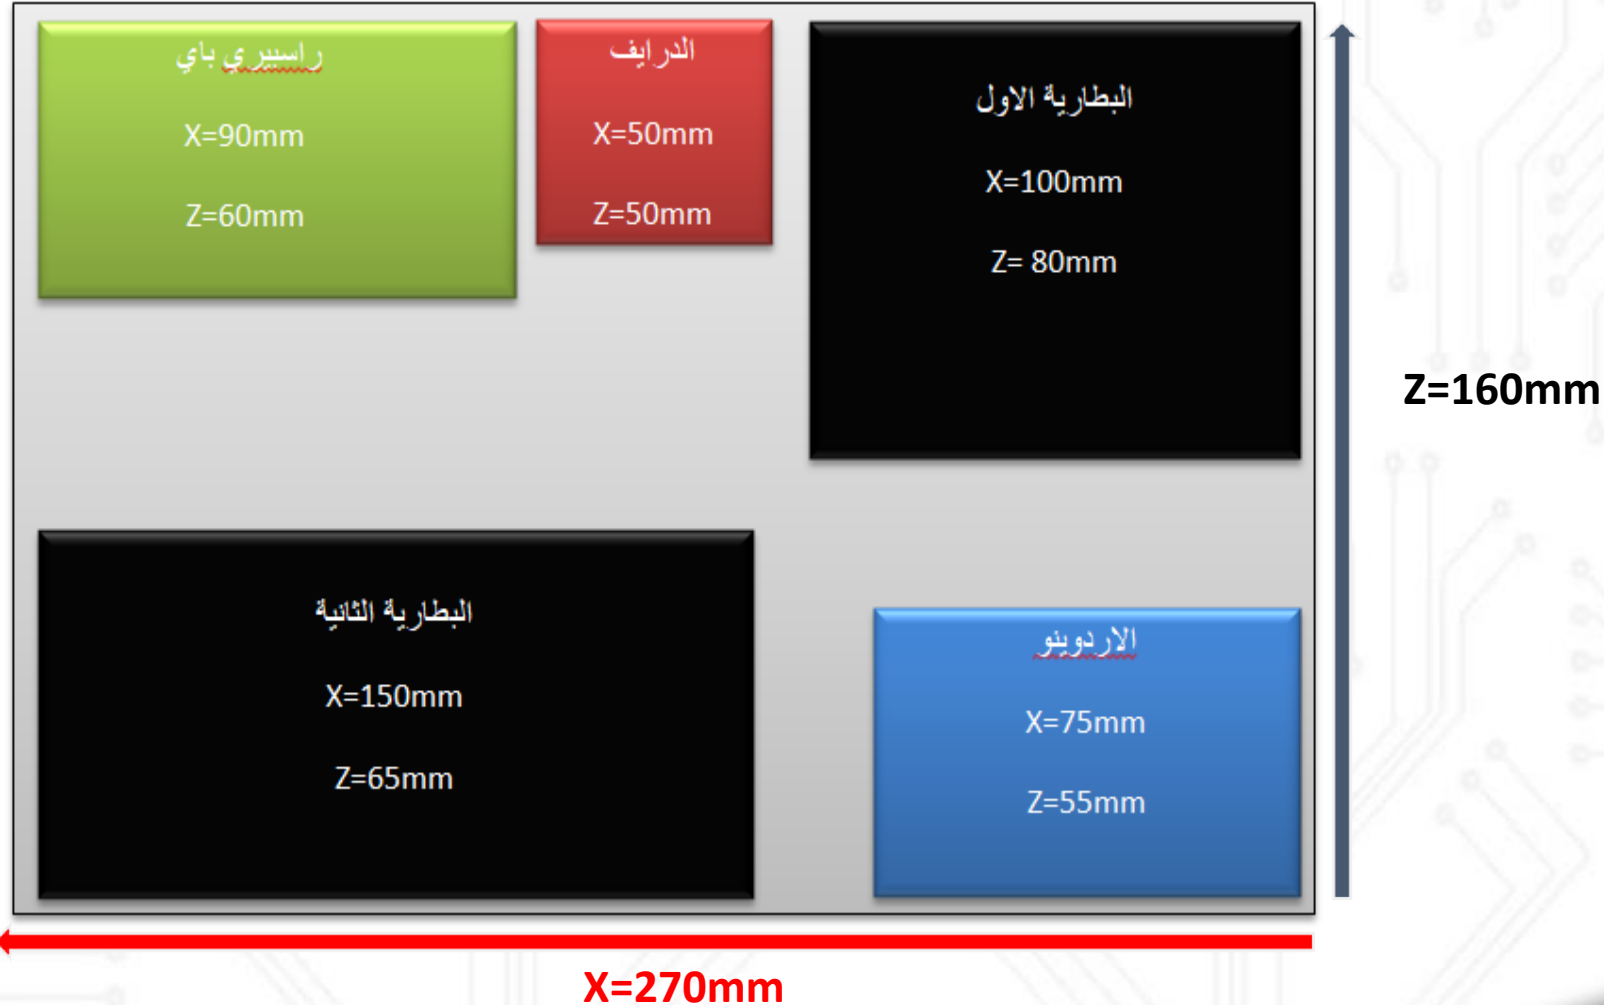 راسبيري باي
X=90mm
Z=60mm
الدرايف
X=50mm
Z=50mm
البطارية الاول
X=100mm
Z= 80mm
Z=160mm
البطارية الثانية
X=150mm
Z=65mm
الاردوينو
X=75mm
Z=55mm
X=270mm